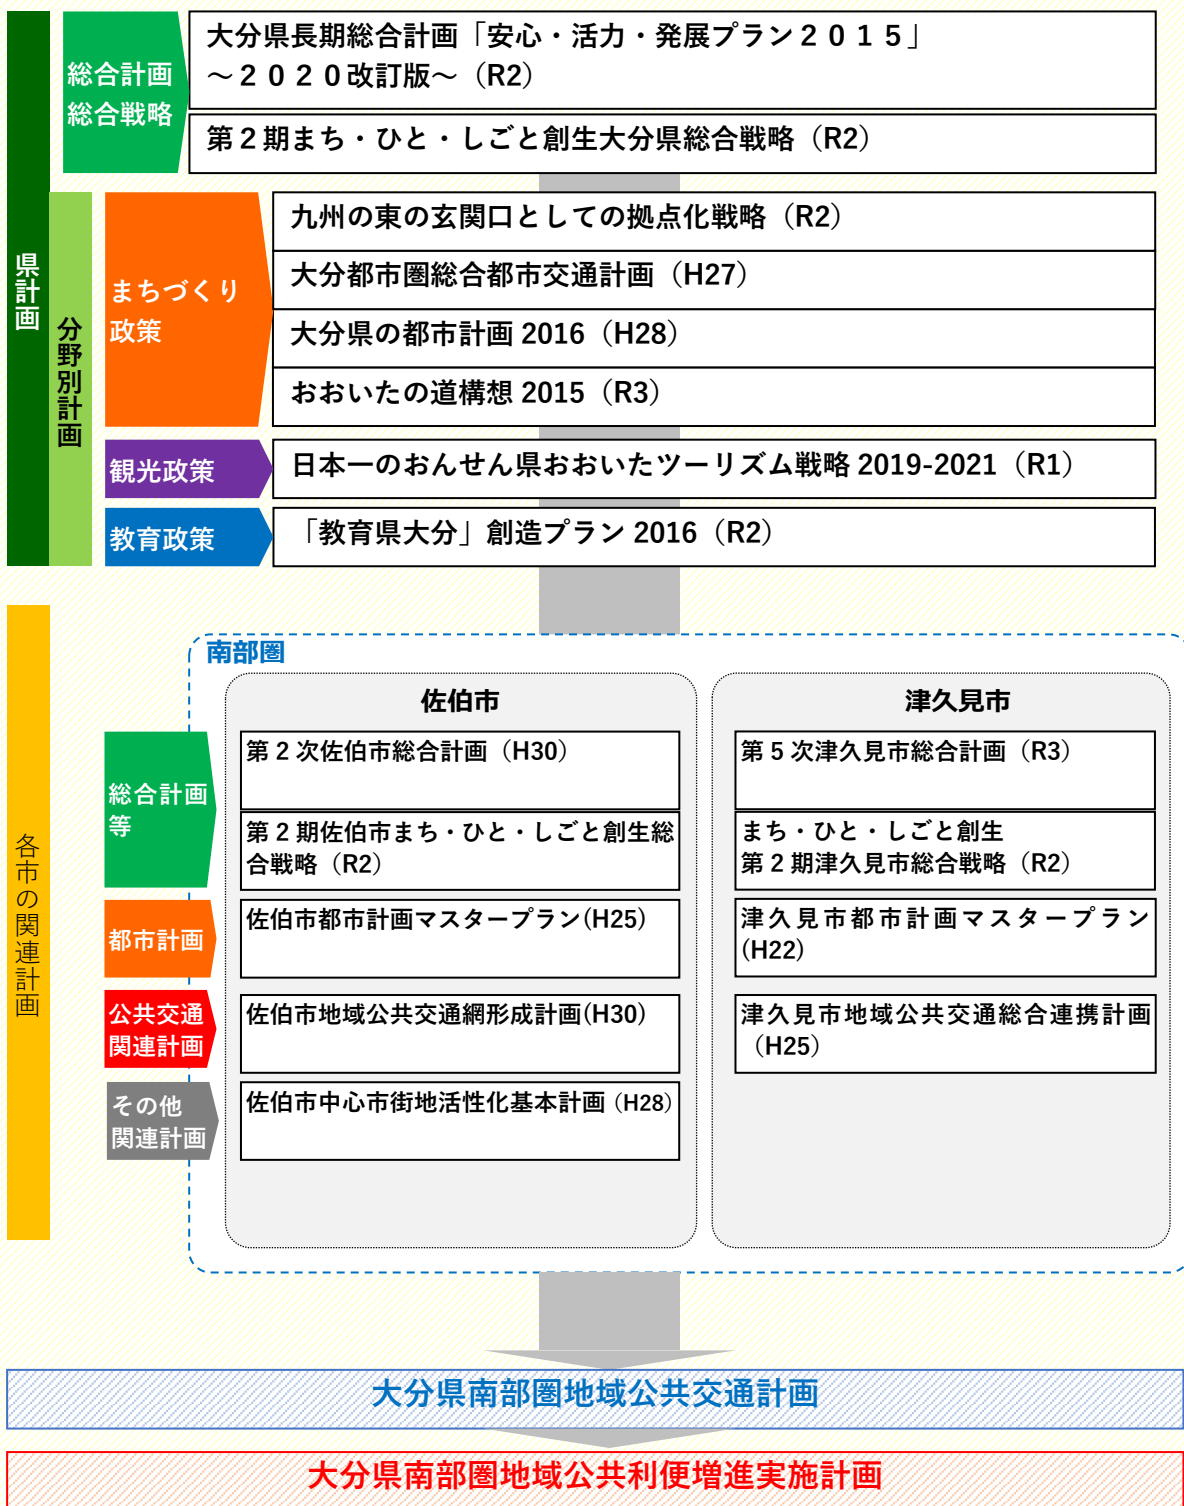 県計画
総合計画
総合戦略
大分県長期総合計画「安心・活力・発展プラン２０１５」
～２０２０改訂版～（R2）
第２期まち・ひと・しごと創生大分県総合戦略（R2）
分野別計画
まちづくり
政策
九州の東の玄関口としての拠点化戦略（R2）
大分都市圏総合都市交通計画（H27）
大分県の都市計画 2016（H28）
おおいたの道構想 2015（R3）
観光政策
日本一のおんせん県おおいたツーリズム戦略 2019-2021（R1）
教育政策
「教育県大分」創造プラン 2016（R2）
各市の関連計画
南部圏
佐伯市
津久見市
総合計画
等
第 2 次佐伯市総合計画（H30）
第 5 次津久見市総合計画（R3）
第 2 期佐伯市まち・ひと・しごと創生総
合戦略（R2）
まち・ひと・しごと創生
第 2 期津久見市総合戦略（R2）
都市計画
佐伯市都市計画マスタープラン(H25)
津久見市都市計画マスタープラン
(H22)
公共交通
関連計画
佐伯市地域公共交通網形成計画(H30)
津久見市地域公共交通総合連携計画
（H25）
その他
関連計画
佐伯市中心市街地活性化基本計画（H28）
大分県南部圏地域公共交通計画
大分県南部圏地域公共利便増進実施計画